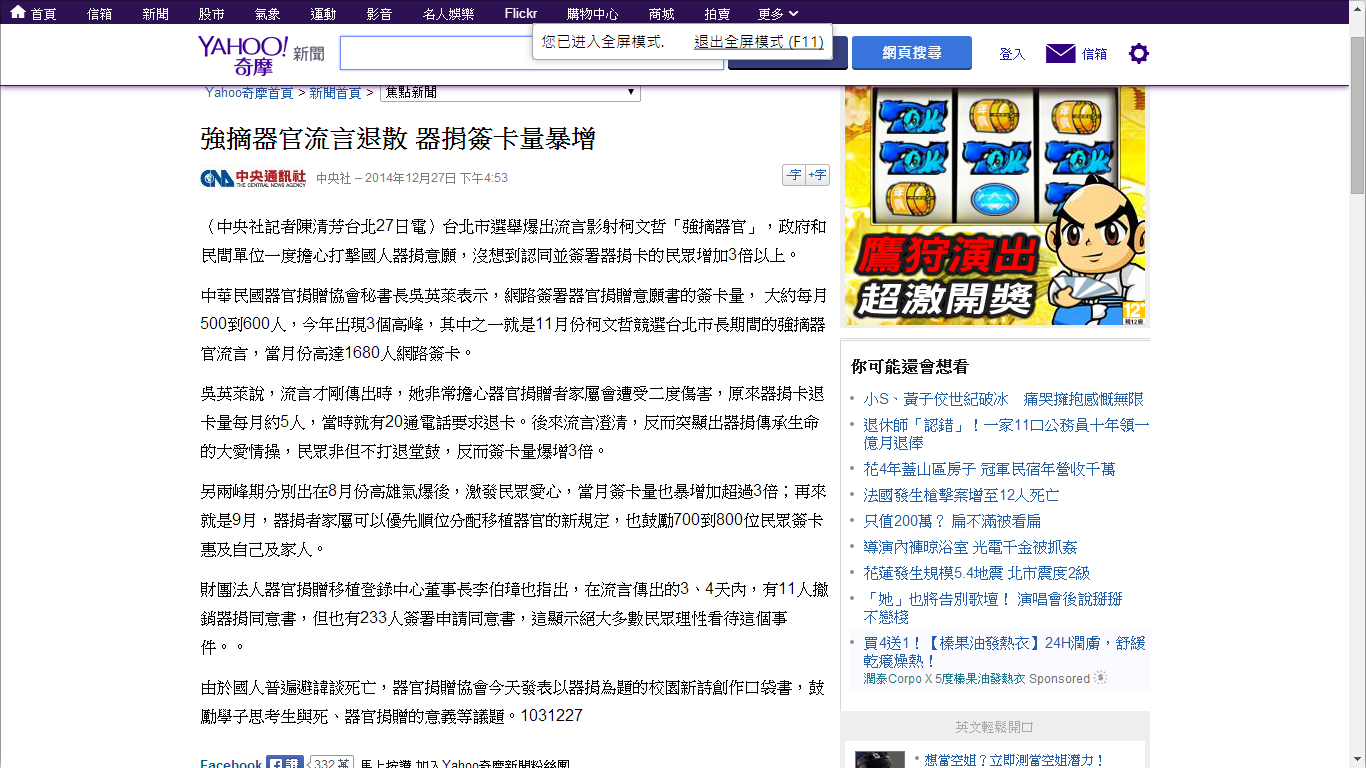 首頁 信箱 新聞 股市 氣象 運動 影音 名人娛樂 Flickr 購物中心 商城 拍賣 更多
您已进入全屏模式. 退出全屏模式 (F11)
YAHOO! 奇摩 新聞 網頁搜尋 登入 信箱
Yahoo奇摩首頁 > 新聞首頁 > 焦點新聞
強摘器官流言退散 器捐簽卡量暴增
CNA 中央通訊社 THE CENTRAL NEWS AGENCY 中央社 – 2014年12月27日 下午4:53
-字 +字
（中央社記者陳清芳台北27日電）台北市選舉爆出流言影射柯文哲「強摘器官」，政府和
民間單位一度擔心打擊國人器捐意願，沒想到認同並簽署器捐卡的民眾增加3倍以上。
中華民國器官捐贈協會秘書長吳英萊表示，網路簽署器官捐贈意願書的簽卡量， 大約每月
500到600人，今年出現3個高峰，其中之一就是11月份柯文哲競選台北市長期間的強摘器
官流言，當月份高達1680人網路簽卡。
吳英萊說，流言才剛傳出時，她非常擔心器官捐贈者家屬會遭受二度傷害，原來器捐卡退
卡量每月約5人，當時就有20通電話要求退卡。後來流言澄清，反而突顯出器捐傳承生命
的大愛情操，民眾非但不打退堂鼓，反而簽卡量爆增3倍。
另兩峰期分別出在8月份高雄氣爆後，激發民眾愛心，當月簽卡量也暴增加超過3倍；再來
就是9月，器捐者家屬可以優先順位分配移植器官的新規定，也鼓勵700到800位民眾簽卡
惠及自己及家人。
財團法人器官捐贈移植登錄中心董事長李伯璋也指出，在流言傳出的3、4天內，有11人撤
銷器捐同意書，但也有233人簽署申請同意書，這顯示絕大多數民眾理性看待這個事
件。。
由於國人普遍避諱談死亡，器官捐贈協會今天發表以器捐為題的校園新詩創作口袋書，鼓
勵學子思考生與死、器官捐贈的意義等議題。1031227
Facebook 讚 332 萬 馬上按讚 加入Yahoo奇摩新聞粉絲團
鷹狩演出
超激開獎
12+
你可能還會想看
小S、黃子佼世紀破冰　痛哭擁抱感慨無限
退休師「認錯」！一家11口公務員十年領一
億月退俸
花4年蓋山區房子 冠軍民宿年營收千萬
法國發生槍擊案增至12人死亡
只值200萬？ 扁不滿被看扁
導演內褲晾浴室 光電千金被抓姦
花蓮發生規模5.4地震 北市震度2級
「她」也將告別歌壇！ 演唱會後說掰掰
不戀棧
買4送1！【榛果油發熱衣】24H潤膚，舒緩
乾癢燥熱！
潤泰Corpo X 5度榛果油發熱衣 Sponsored
英文輕鬆開口
想當空姐？立即測當空姐潛力！